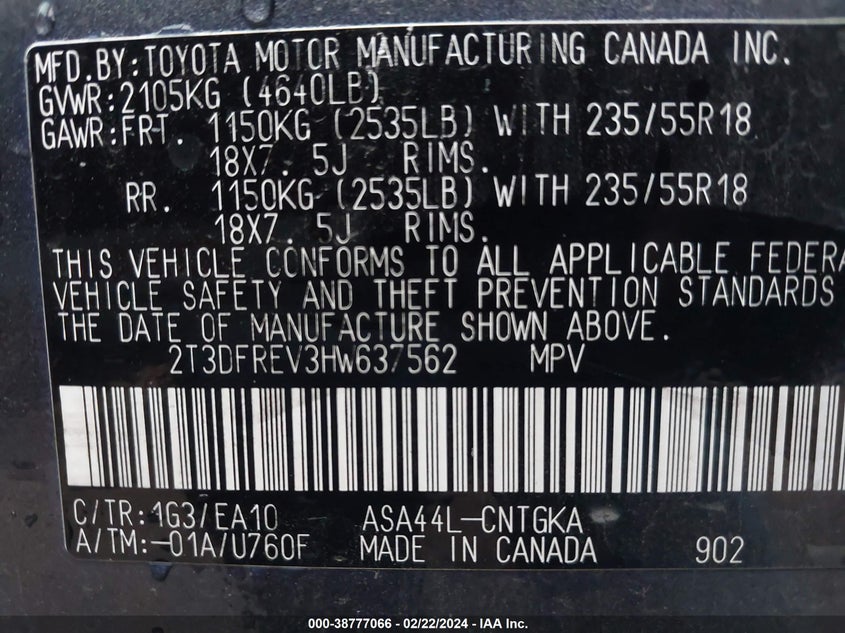 MFD.BY:TOYOTA MOTOR MANUFACTURING CANADA INC.
GVWR:2105KG (4640LB)
GAWR:FRT. 1150KG (2535LB) WITH 235/55R18
18X7.5J RIMS.
RR. 1150KG (2535LB) WITH 235/55R18
18X7.5J RIMS.
THIS VEHICLE CONFORMS TO ALL APPLICABLE FEDERA
VEHICLE SAFETY AND THEFT PREVENTION STANDARDS
THE DATE OF MANUFACTURE SHOWN ABOVE.
2T3DFREV3HW637562 MPV
C/TR:1G3/EA10 ASA44L-CNTGKA
A/TM:-01A/U760F MADE IN CANADA 902
000-38777066 - 02/22/2024 - IAA Inc.